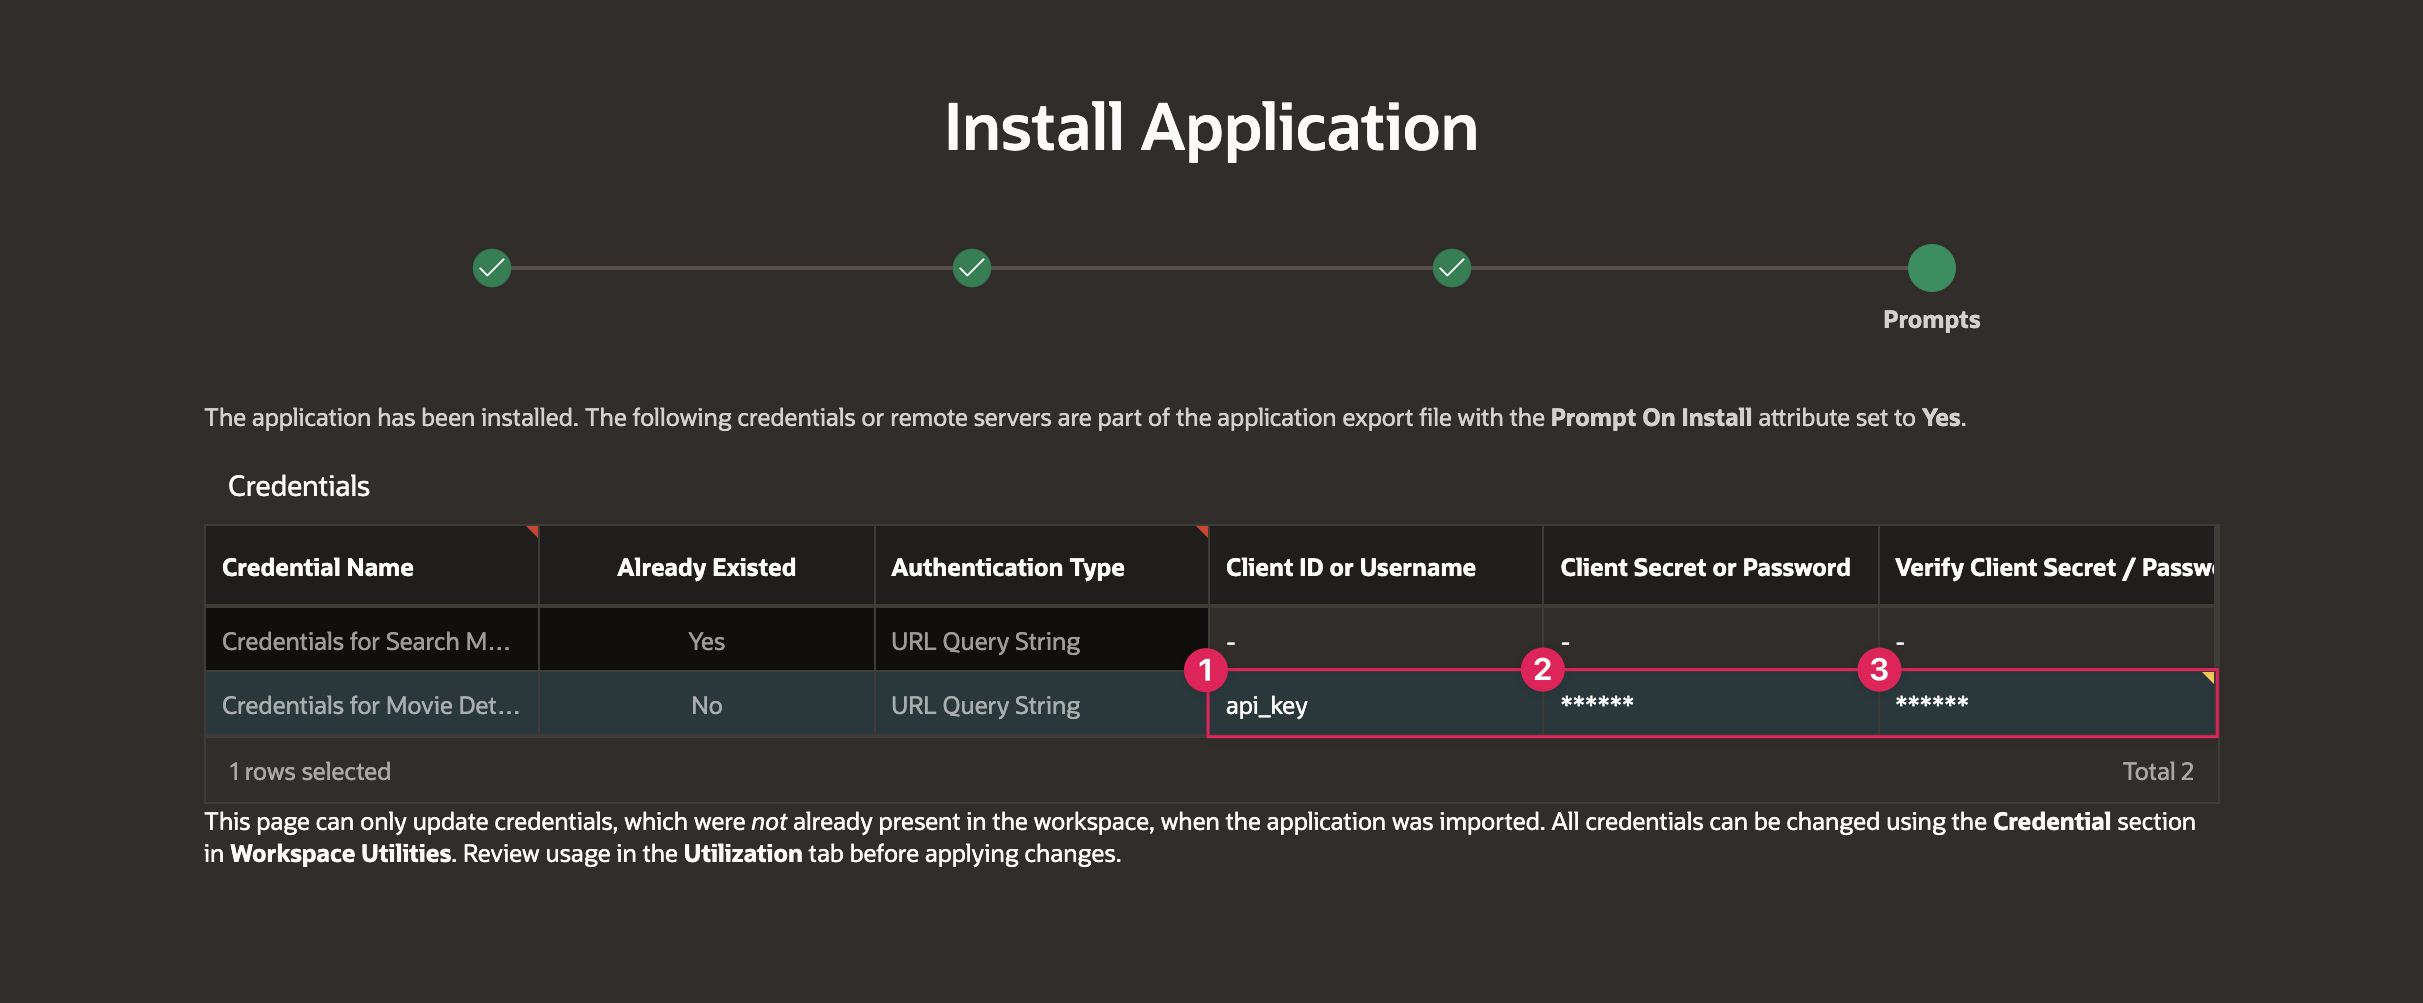 Install Application
Prompts
The application has been installed. The following credentials or remote servers are part of the application export file with the Prompt On Install attribute set to Yes.
Credentials
Credential Name Already Existed Authentication Type Client ID or Username Client Secret or Password Verify Client Secret / Passw
Credentials for Search M... Yes URL Query String - - -
1 2 3
Credentials for Movie Det... No URL Query String api_key ****** ******
1 rows selected Total 2
This page can only update credentials, which were not already present in the workspace, when the application was imported. All credentials can be changed using the Credential section
in Workspace Utilities. Review usage in the Utilization tab before applying changes.